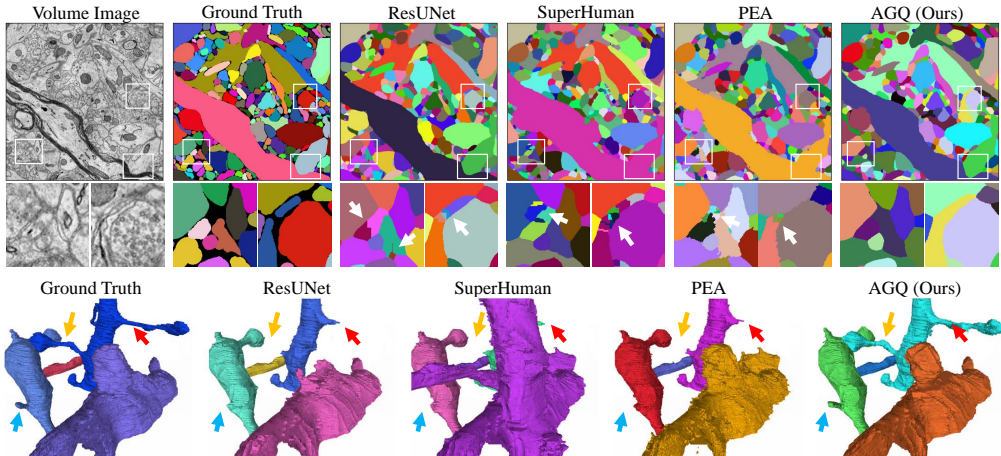 Volume Image Ground Truth ResUNet SuperHuman PEA AGQ (Ours)
Ground Truth ResUNet SuperHuman PEA AGQ (Ours)